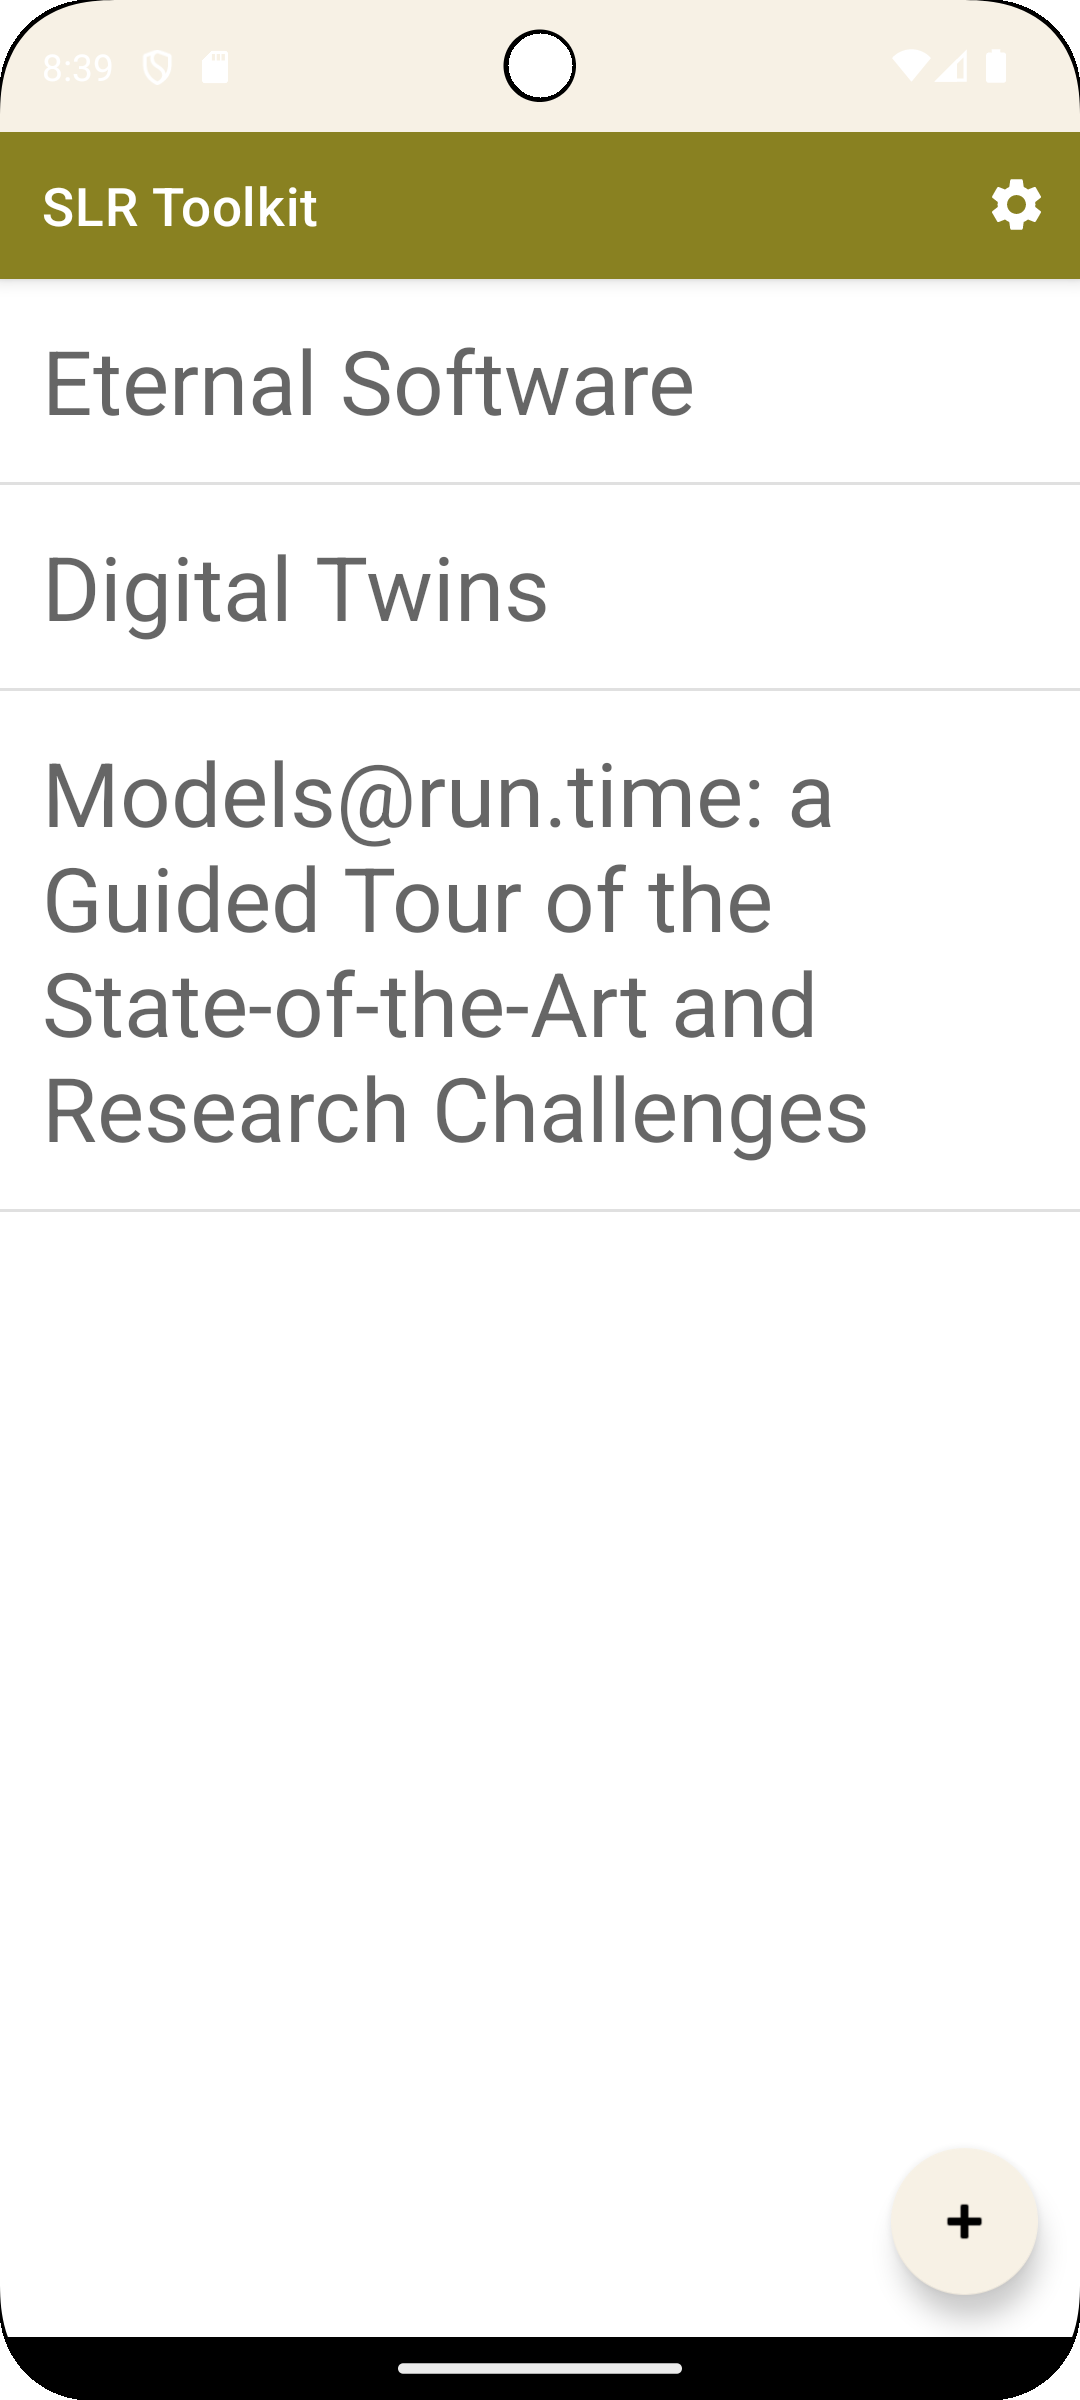 8:39
SLR Toolkit
Eternal Software
Digital Twins
Models@run.time: a
Guided Tour of the
State-of-the-Art and
Research Challenges